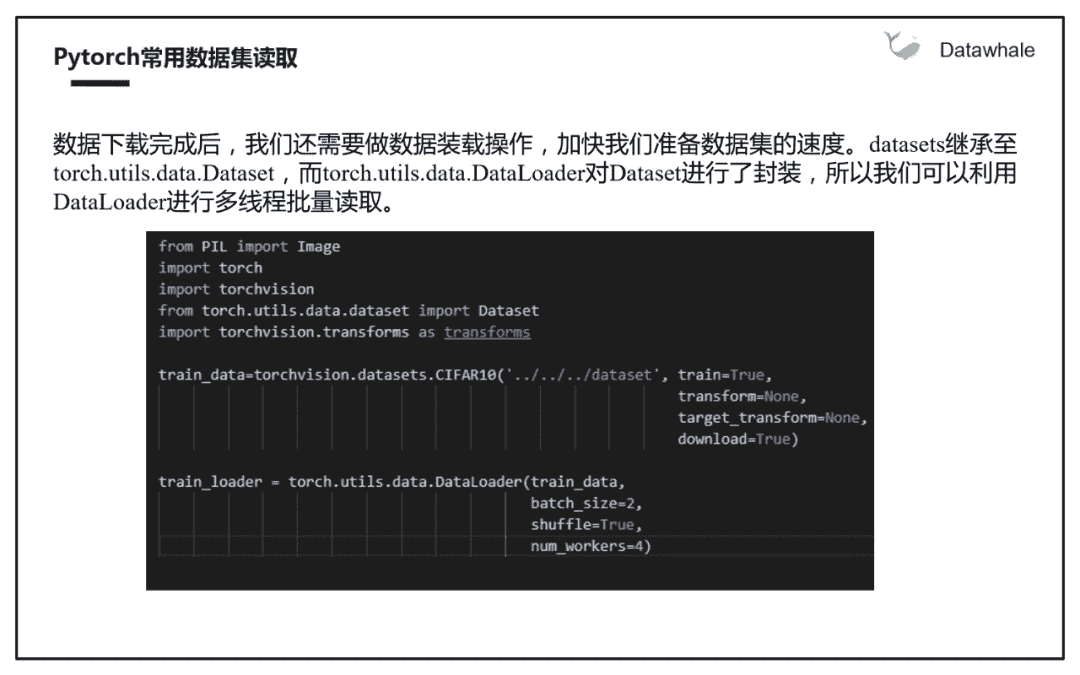 Pytorch常用数据集读取
Datawhale
数据下载完成后，我们还需要做数据装载操作，加快我们准备数据集的速度。datasets继承至
torch.utils.data.Dataset，而torch.utils.data.DataLoader对Dataset进行了封装，所以我们可以利用
DataLoader进行多线程批量读取。
from PIL import Image
import torch
import torchvision
from torch.utils.data.dataset import Dataset
import torchvision.transforms as transforms
train_data=torchvision.datasets.CIFAR10('../../../dataset', train=True,
transform=None,
target_transform=None,
download=True)
train_loader = torch.utils.data.DataLoader(train_data,
batch_size=2,
shuffle=True,
num_workers=4)